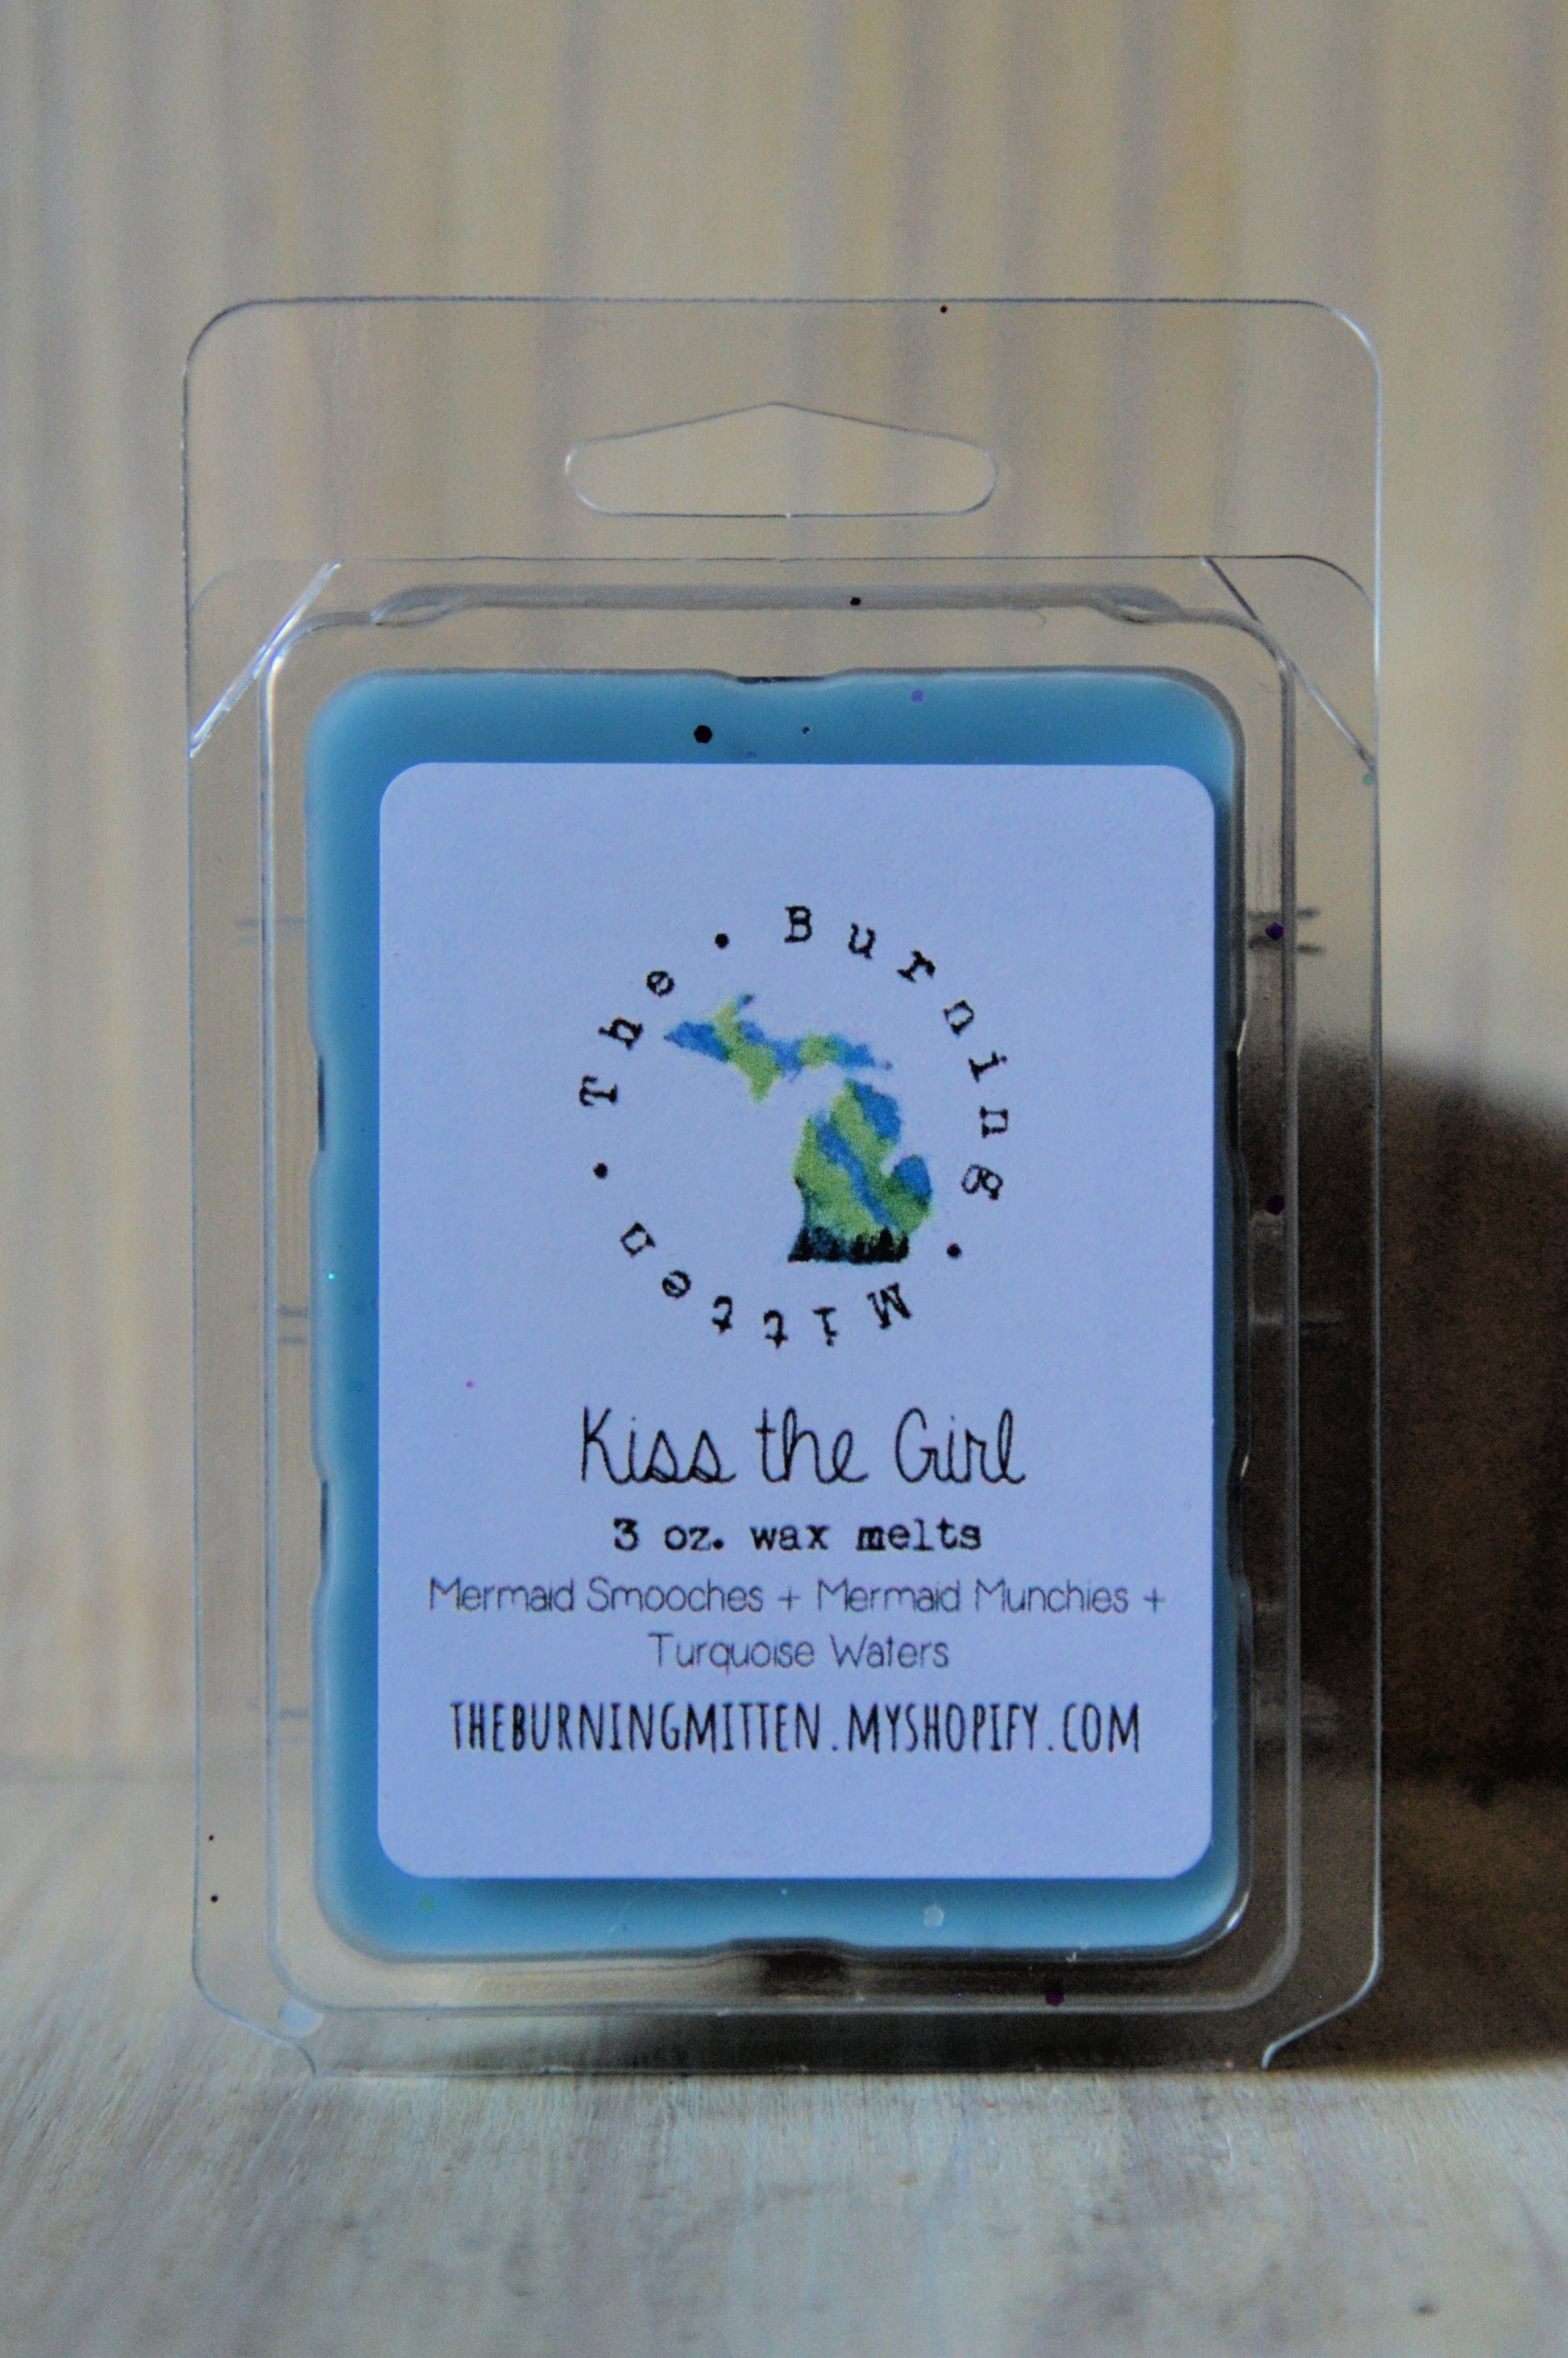 The • Burning • Mitten •
Kiss the Girl
3 oz. wax melts
Mermaid Smooches + Mermaid Munchies +
Turquoise Waters
THEBURNINGMITTEN.MYSHOPIFY.COM